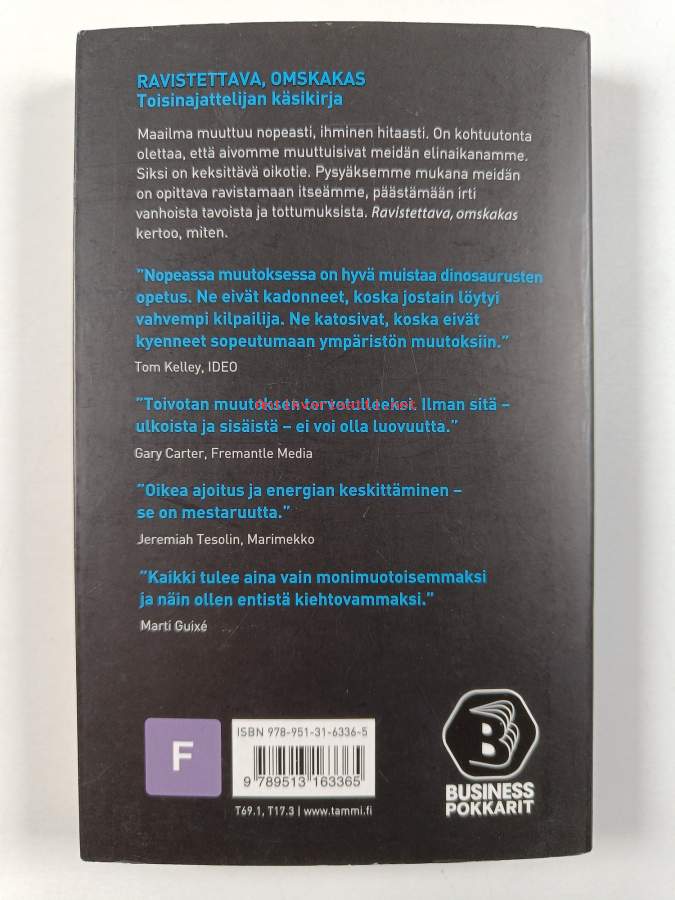 RAVISTETTAVA, OMSKAKAS
Toisinajattelijan käsikirja
Maailma muuttuu nopeasti, ihminen hitaasti. On kohtuutonta
olettaa, että aivomme muuttuisivat meidän elinaikanamme.
Siksi on keksittävä oikotie. Pysyäksemme mukana meidän
on opittava ravistamaan itseämme, päästämään irti
vanhoista tavoista ja tottumuksista. Ravistettava, omskakas
kertoo, miten.
”Nopeassa muutoksessa on hyvä muistaa dinosaurusten
opetus. Ne eivät kadonneet, koska jostain löytyi
vahvempi kilpailija. Ne katosivat, koska eivät
kyenneet sopeutumaan ympäristön muutoksiin.”
Tom Kelley, IDEO
”Toivotan muutoksen tervetulleeksi. Ilman sitä –
ulkoista ja sisäistä – ei voi olla luovuutta.”
Gary Carter, Fremantle Media
”Oikea ajoitus ja energian keskittäminen –
se on mestaruutta.”
Jeremiah Tesolin, Marimekko
”Kaikki tulee aina vain monimuotoisemmaksi
ja näin ollen entistä kiehtovammaksi.”
Marti Guixé
F
ISBN 978-951-31-6336-5
9 789513 163365
T69.1, T17.3 | www.tammi.fi
B
BUSINESS
POKKARIT